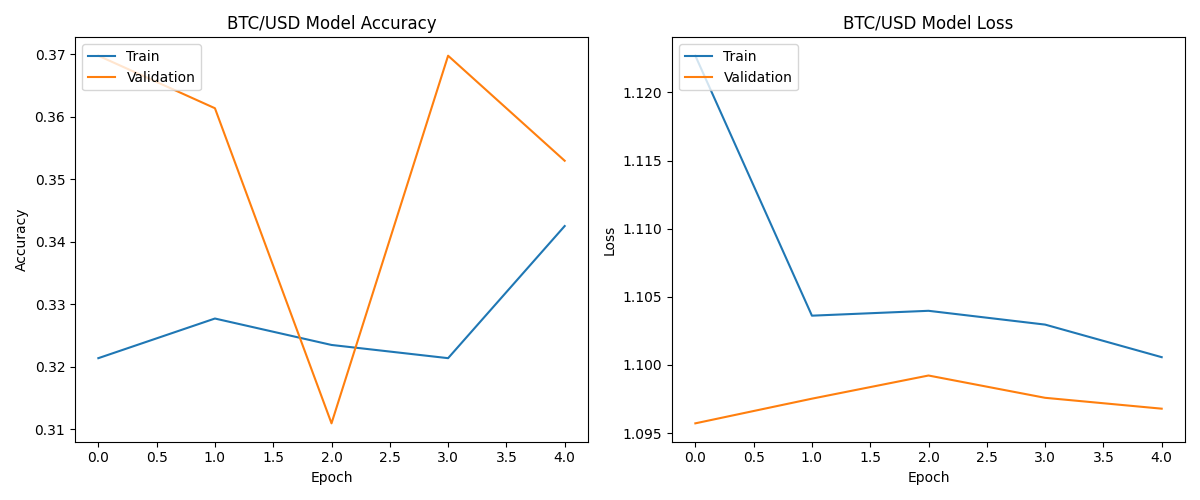 BTC/USD Model Accuracy
Train
Validation
0.37
0.36
0.35
0.34
0.33
0.32
0.31
Accuracy
0.0 0.5 1.0 1.5 2.0 2.5 3.0 3.5 4.0
Epoch
BTC/USD Model Loss
Train
Validation
1.120
1.115
1.110
1.105
1.100
1.095
Loss
0.0 0.5 1.0 1.5 2.0 2.5 3.0 3.5 4.0
Epoch